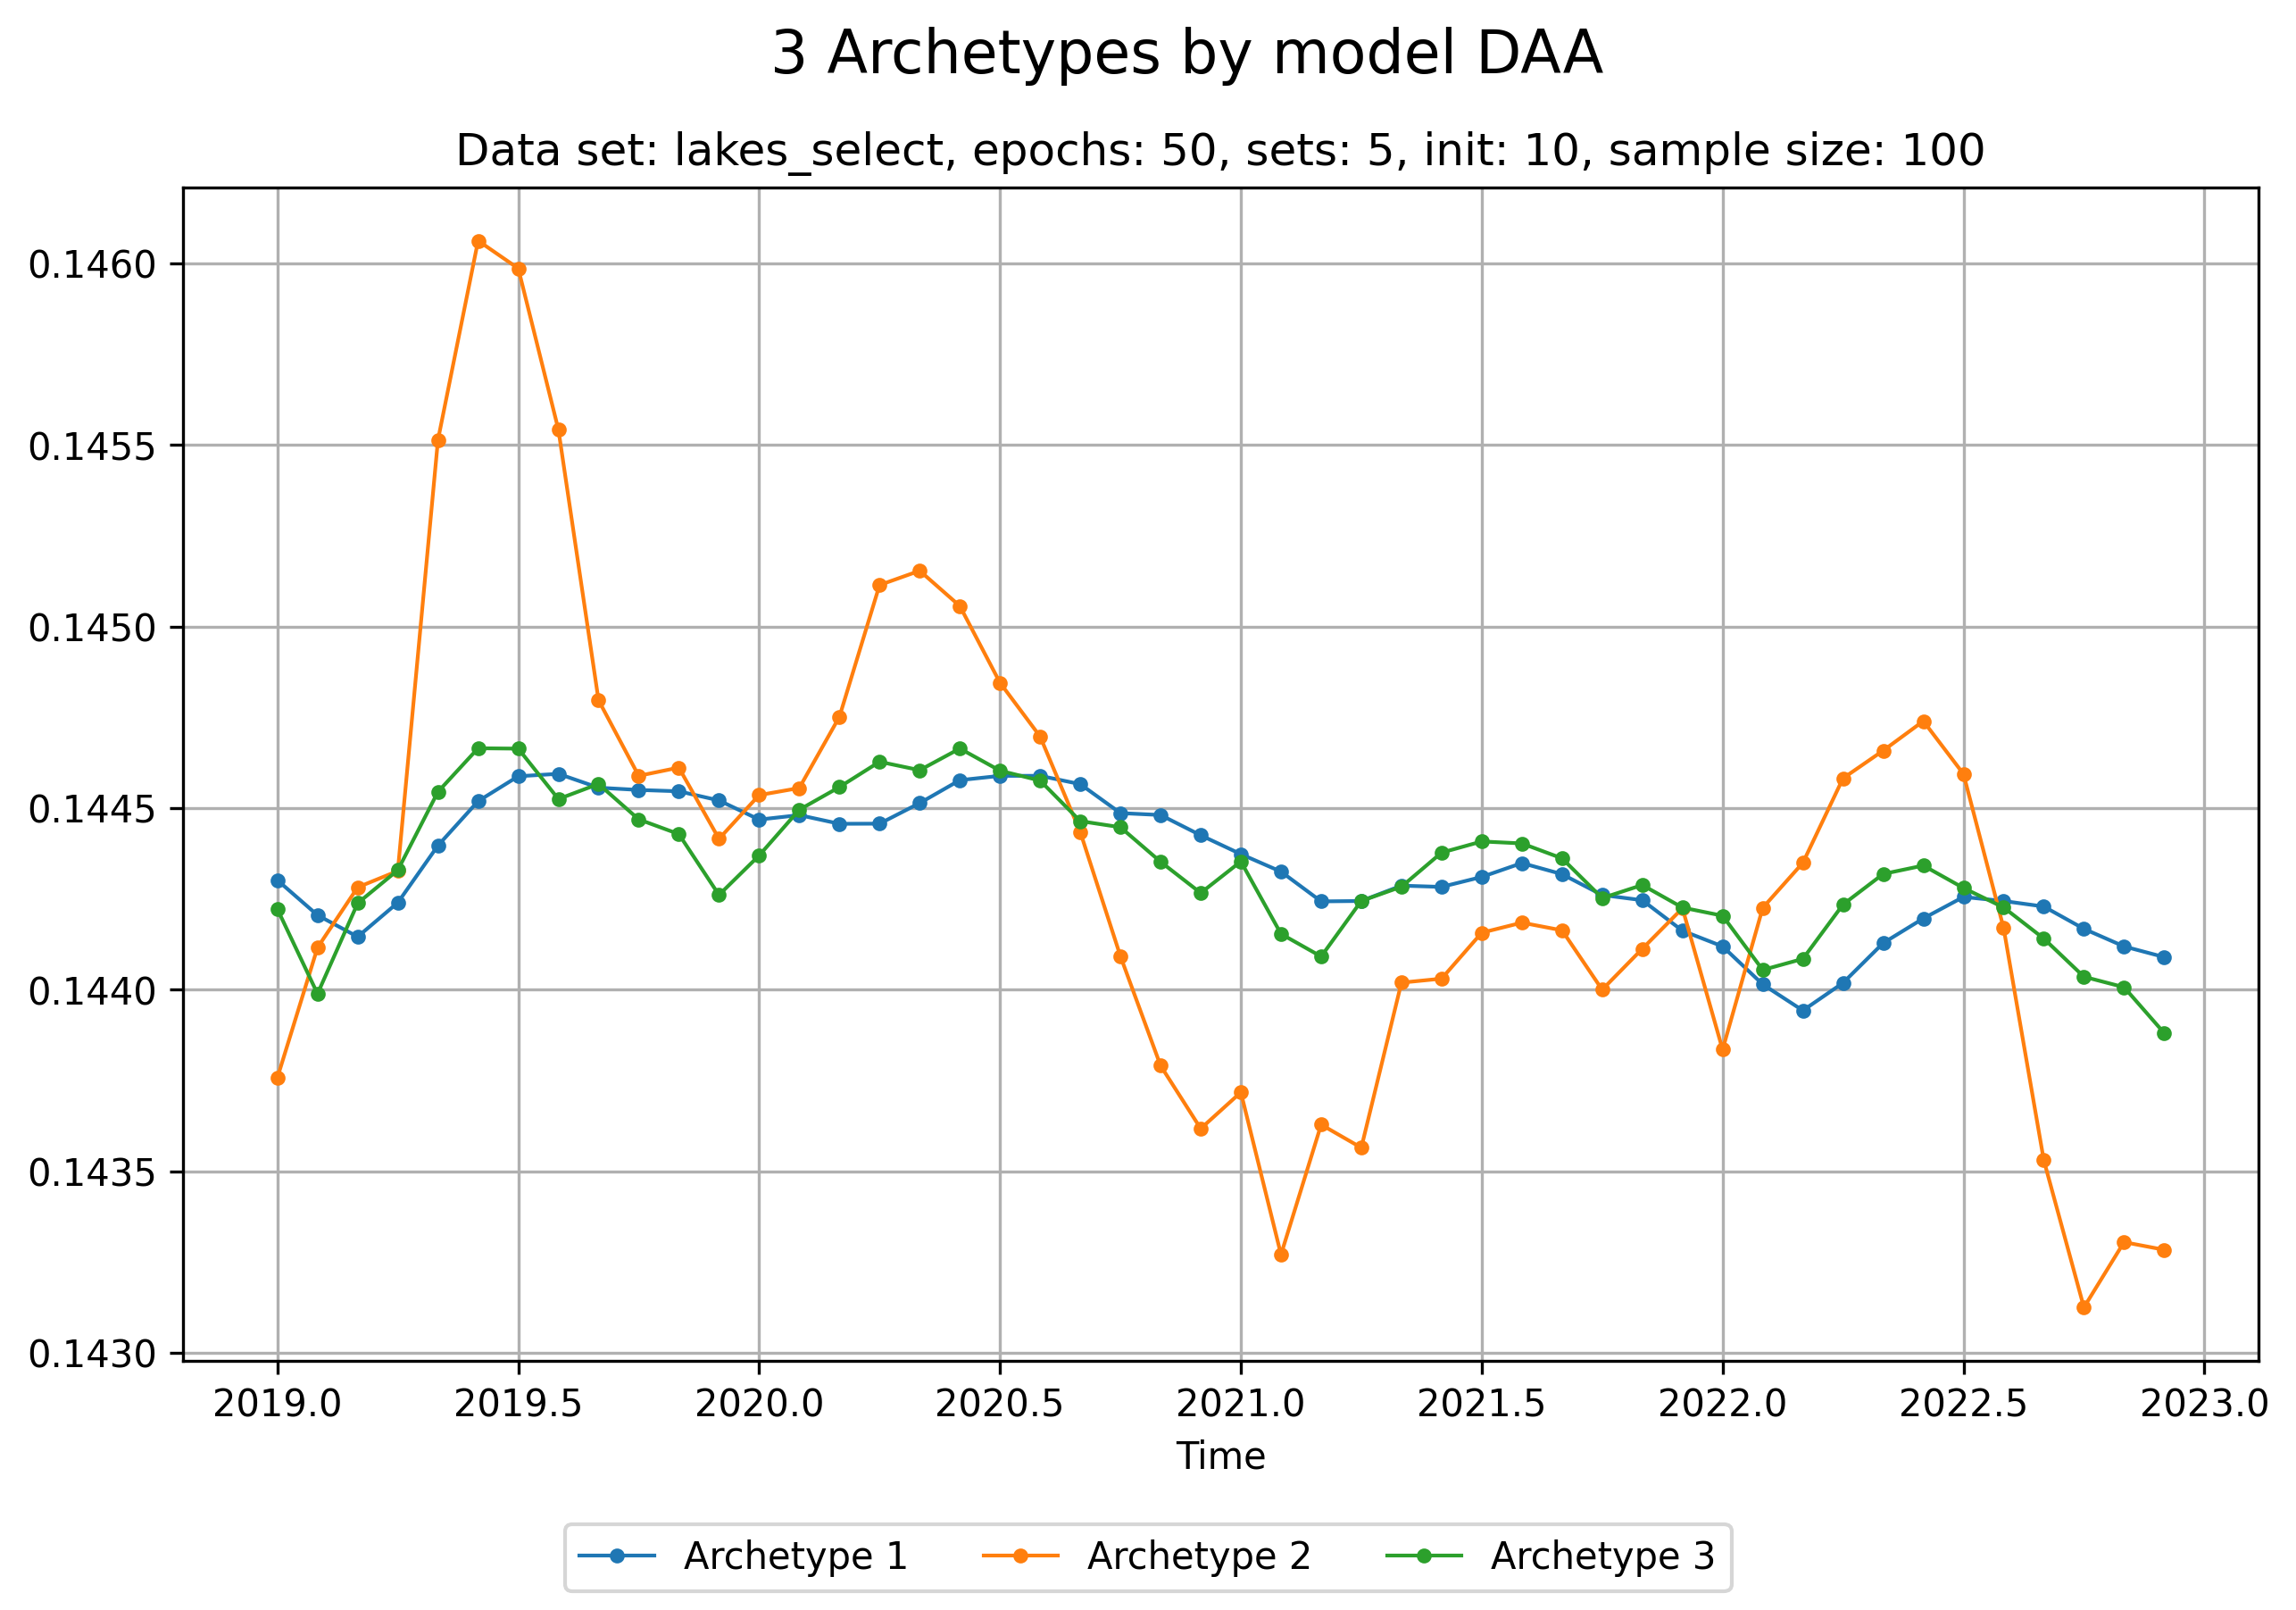 3 Archetypes by model DAA
Data set: lakes_select, epochs: 50, sets: 5, init: 10, sample size: 100
0.1460
0.1455
0.1450
0.1445
0.1440
0.1435
0.1430
2019.0 2019.5 2020.0 2020.5 2021.0 2021.5 2022.0 2022.5 2023.0
Time
Archetype 1 Archetype 2 Archetype 3